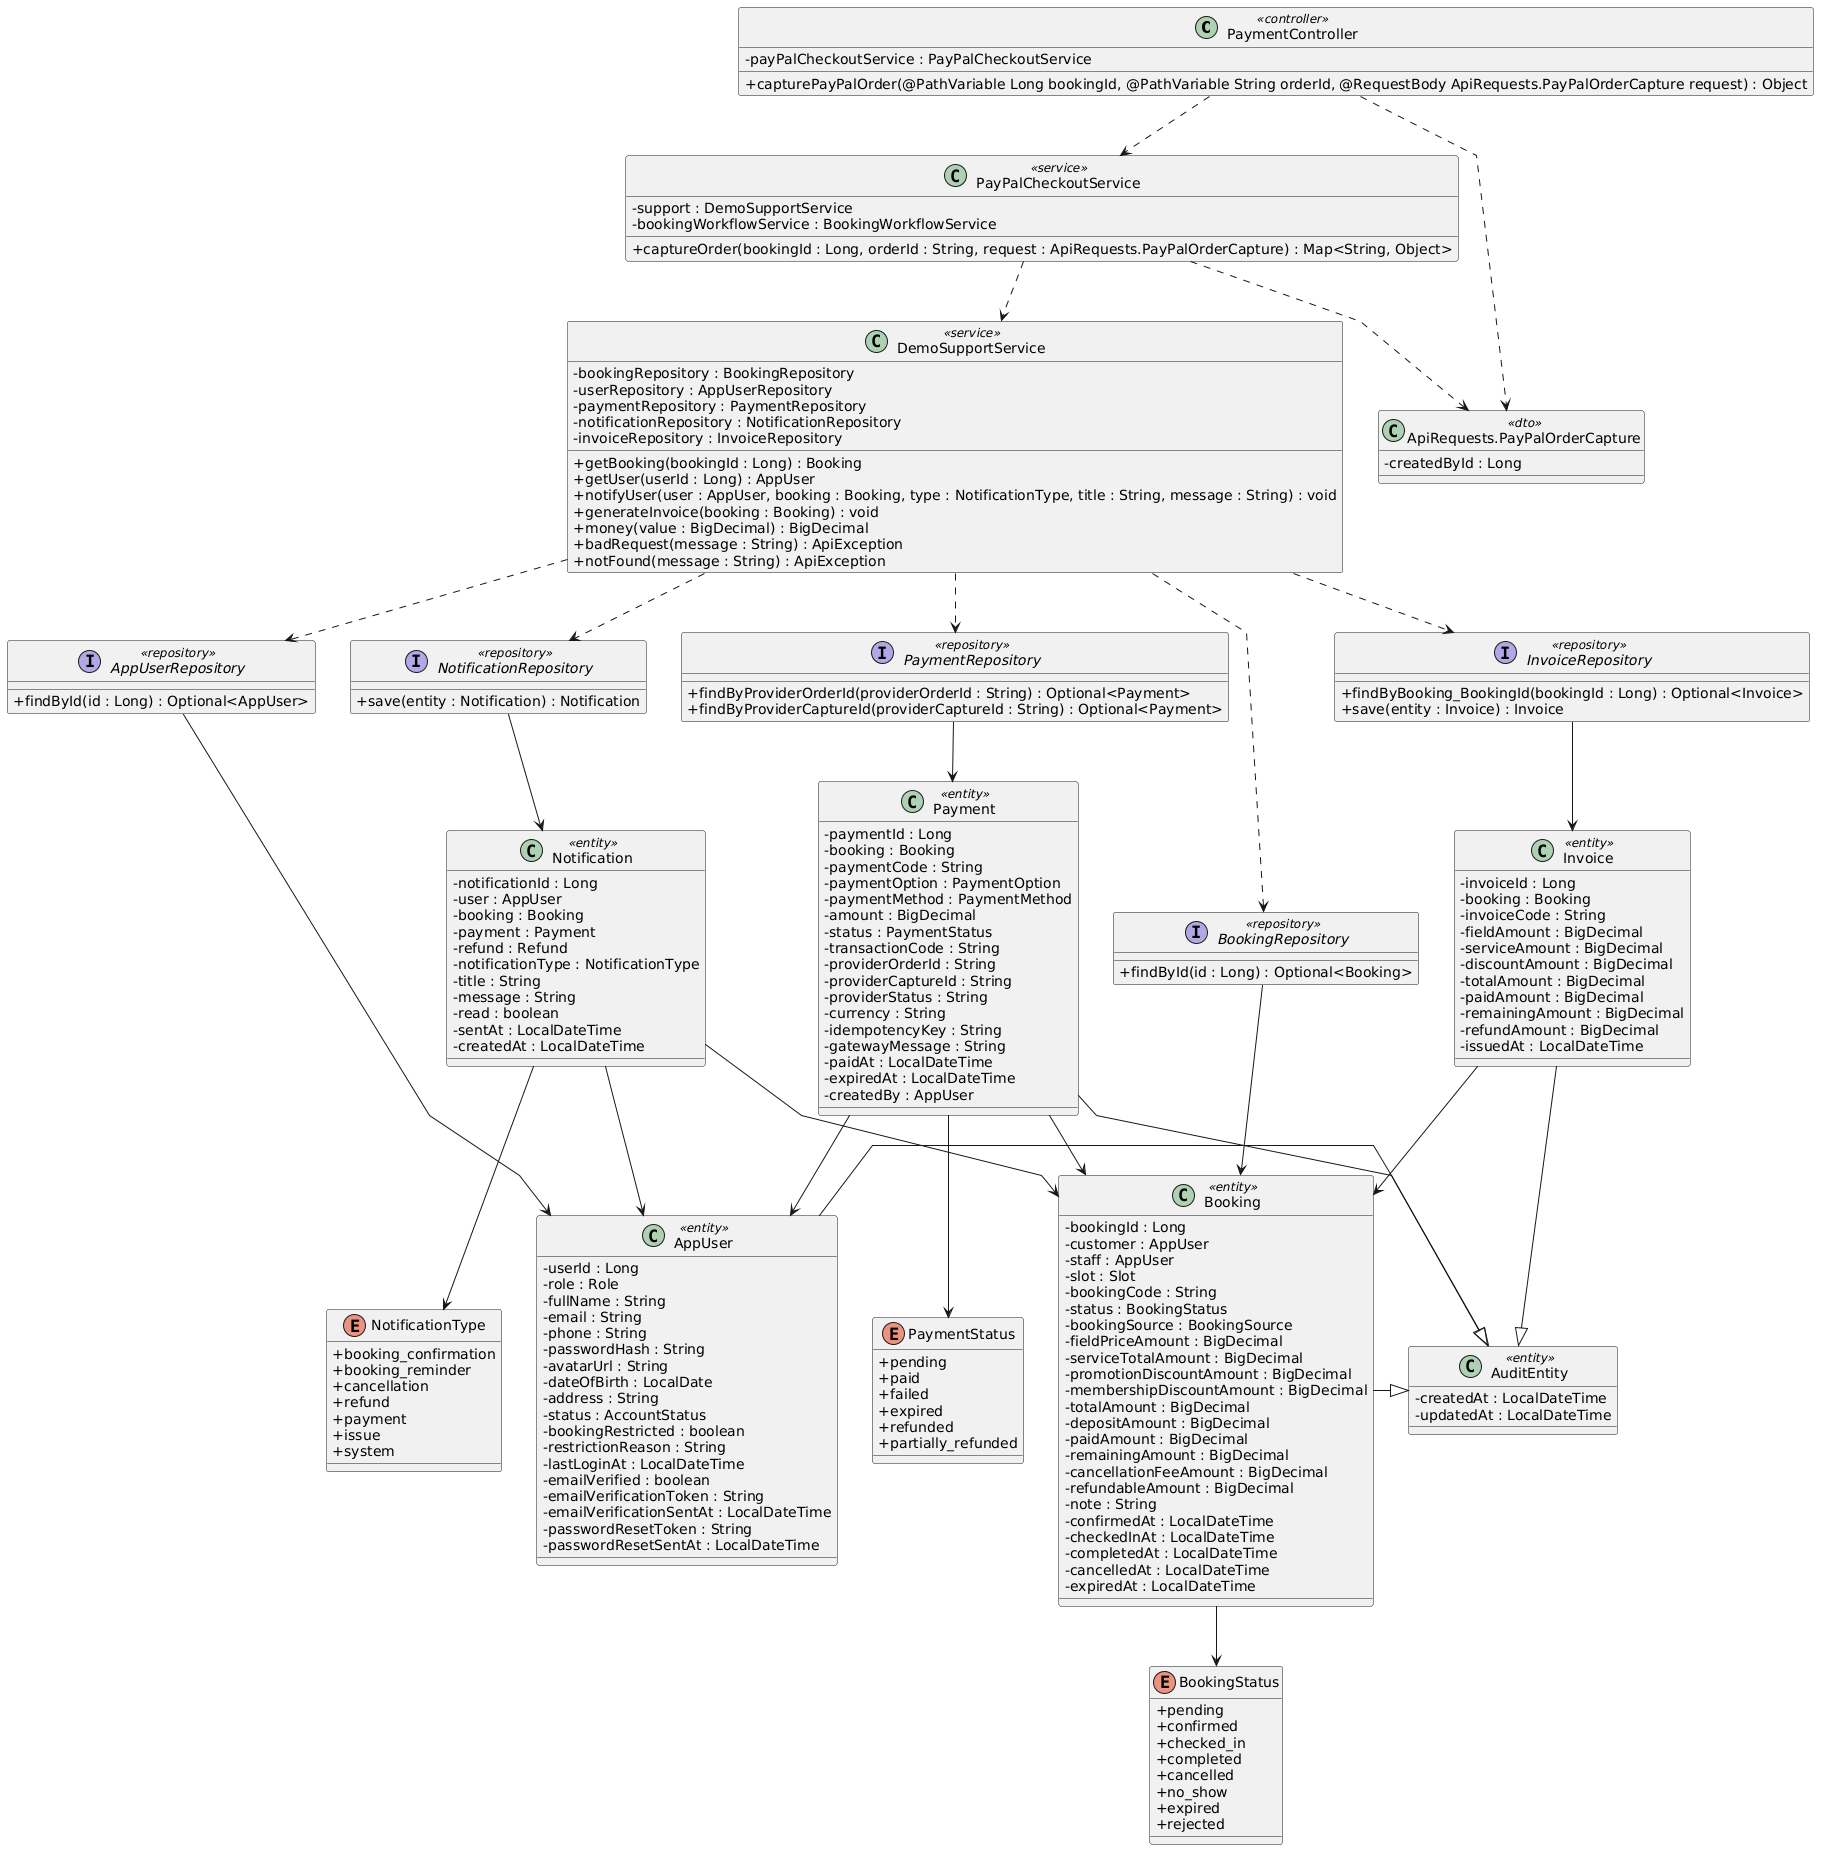 C
«controller»
PaymentController
-payPalCheckoutService : PayPalCheckoutService
+capturePayPalOrder(@PathVariable Long bookingId, @PathVariable String orderId, @RequestBody ApiRequests.PayPalOrderCapture request) : Object
C
«service»
PayPalCheckoutService
-support : DemoSupportService
-bookingWorkflowService : BookingWorkflowService
+captureOrder(bookingId : Long, orderId : String, request : ApiRequests.PayPalOrderCapture) : Map<String, Object>
C
«service»
DemoSupportService
-bookingRepository : BookingRepository
-userRepository : AppUserRepository
-paymentRepository : PaymentRepository
-notificationRepository : NotificationRepository
-invoiceRepository : InvoiceRepository
+getBooking(bookingId : Long) : Booking
+getUser(userId : Long) : AppUser
+notifyUser(user : AppUser, booking : Booking, type : NotificationType, title : String, message : String) : void
+generateInvoice(booking : Booking) : void
+money(value : BigDecimal) : BigDecimal
+badRequest(message : String) : ApiException
+notFound(message : String) : ApiException
C
«dto»
ApiRequests.PayPalOrderCapture
-createdById : Long
I
«repository»
AppUserRepository
+findById(id : Long) : Optional<AppUser>
I
«repository»
NotificationRepository
+save(entity : Notification) : Notification
I
«repository»
PaymentRepository
+findByProviderOrderId(providerOrderId : String) : Optional<Payment>
+findByProviderCaptureId(providerCaptureId : String) : Optional<Payment>
I
«repository»
InvoiceRepository
+findByBooking_BookingId(bookingId : Long) : Optional<Invoice>
+save(entity : Invoice) : Invoice
C
«entity»
Notification
-notificationId : Long
-user : AppUser
-booking : Booking
-payment : Payment
-refund : Refund
-notificationType : NotificationType
-title : String
-message : String
-read : boolean
-sentAt : LocalDateTime
-createdAt : LocalDateTime
C
«entity»
Payment
-paymentId : Long
-booking : Booking
-paymentCode : String
-paymentOption : PaymentOption
-paymentMethod : PaymentMethod
-amount : BigDecimal
-status : PaymentStatus
-transactionCode : String
-providerOrderId : String
-providerCaptureId : String
-providerStatus : String
-currency : String
-idempotencyKey : String
-gatewayMessage : String
-paidAt : LocalDateTime
-expiredAt : LocalDateTime
-createdBy : AppUser
I
«repository»
BookingRepository
+findById(id : Long) : Optional<Booking>
C
«entity»
Invoice
-invoiceId : Long
-booking : Booking
-invoiceCode : String
-fieldAmount : BigDecimal
-serviceAmount : BigDecimal
-discountAmount : BigDecimal
-totalAmount : BigDecimal
-paidAmount : BigDecimal
-remainingAmount : BigDecimal
-refundAmount : BigDecimal
-issuedAt : LocalDateTime
E
NotificationType
+booking_confirmation
+booking_reminder
+cancellation
+refund
+payment
+issue
+system
C
«entity»
AppUser
-userId : Long
-role : Role
-fullName : String
-email : String
-phone : String
-passwordHash : String
-avatarUrl : String
-dateOfBirth : LocalDate
-address : String
-status : AccountStatus
-bookingRestricted : boolean
-restrictionReason : String
-lastLoginAt : LocalDateTime
-emailVerified : boolean
-emailVerificationToken : String
-emailVerificationSentAt : LocalDateTime
-passwordResetToken : String
-passwordResetSentAt : LocalDateTime
E
PaymentStatus
+pending
+paid
+failed
+expired
+refunded
+partially_refunded
C
«entity»
Booking
-bookingId : Long
-customer : AppUser
-staff : AppUser
-slot : Slot
-bookingCode : String
-status : BookingStatus
-bookingSource : BookingSource
-fieldPriceAmount : BigDecimal
-serviceTotalAmount : BigDecimal
-promotionDiscountAmount : BigDecimal
-membershipDiscountAmount : BigDecimal
-totalAmount : BigDecimal
-depositAmount : BigDecimal
-paidAmount : BigDecimal
-remainingAmount : BigDecimal
-cancellationFeeAmount : BigDecimal
-refundableAmount : BigDecimal
-note : String
-confirmedAt : LocalDateTime
-checkedInAt : LocalDateTime
-completedAt : LocalDateTime
-cancelledAt : LocalDateTime
-expiredAt : LocalDateTime
C
«entity»
AuditEntity
-createdAt : LocalDateTime
-updatedAt : LocalDateTime
E
BookingStatus
+pending
+confirmed
+checked_in
+completed
+cancelled
+no_show
+expired
+rejected